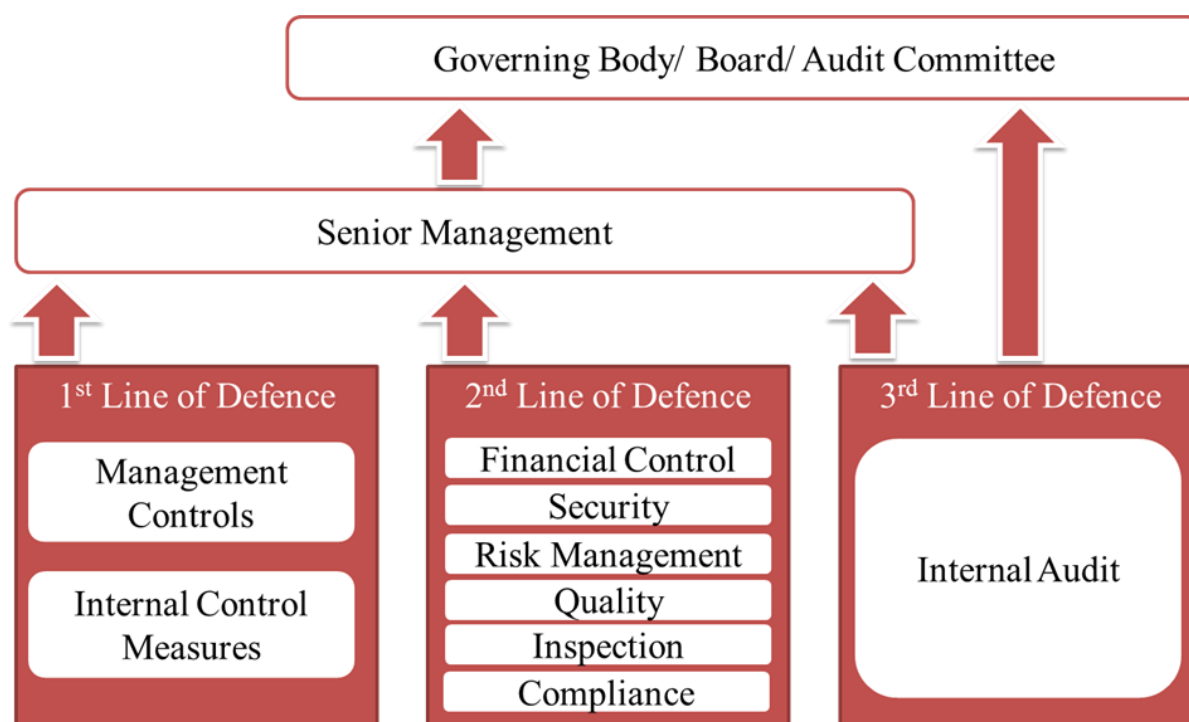 Governing Body/ Board/ Audit Committee
Senior Management
1st Line of Defence
Management
Controls
Internal Control
Measures
2nd Line of Defence
Financial Control
Security
Risk Management
Quality
Inspection
Compliance
3rd Line of Defence
Internal Audit